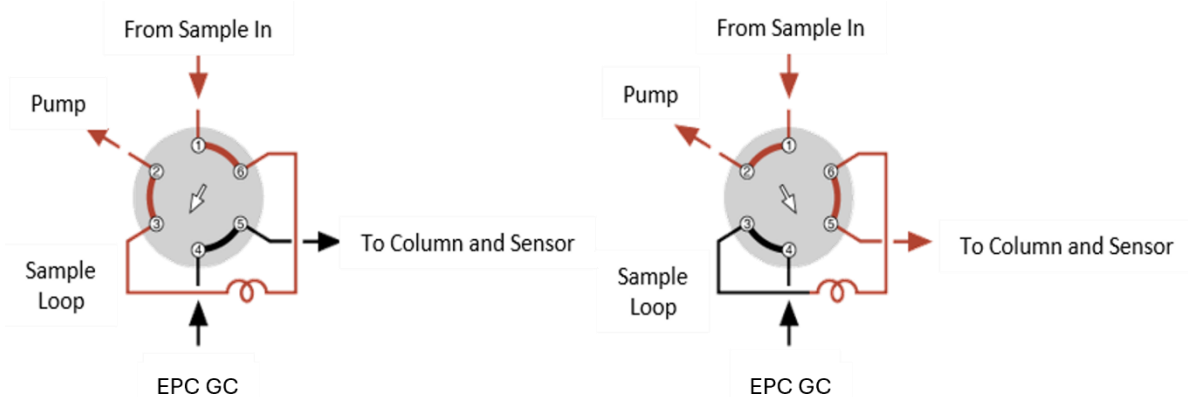 From Sample In
Pump
1
2
6
3
5
4
To Column and Sensor
Sample
Loop
EPC GC
From Sample In
Pump
1
2
6
3
5
4
To Column and Sensor
Sample
Loop
EPC GC